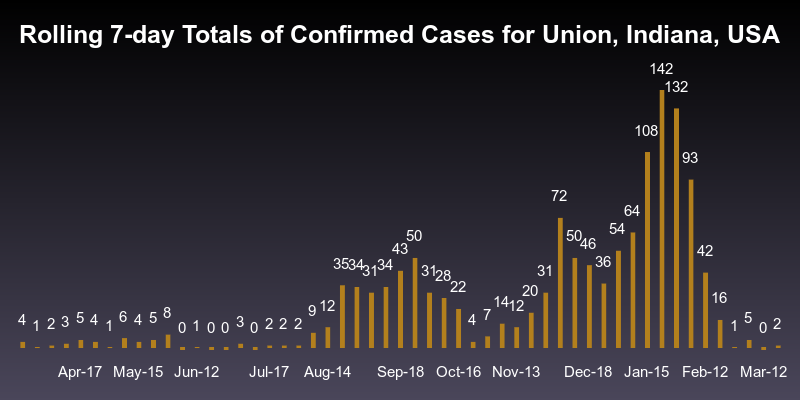 Rolling 7-day Totals of Confirmed Cases for Union, Indiana, USA
4 1 2 3 5 4 1 6 4 5 8 0 1 0 0 3 0 2 2 2 9 12 35 34 31 34 43 50 31 28 22 4 7 14 12 20 31 72 50 46 36 54 64 108 142 132 93 42 16 1 5 0 2
Apr-17 May-15 Jun-12 Jul-17 Aug-14 Sep-18 Oct-16 Nov-13 Dec-18 Jan-15 Feb-12 Mar-12